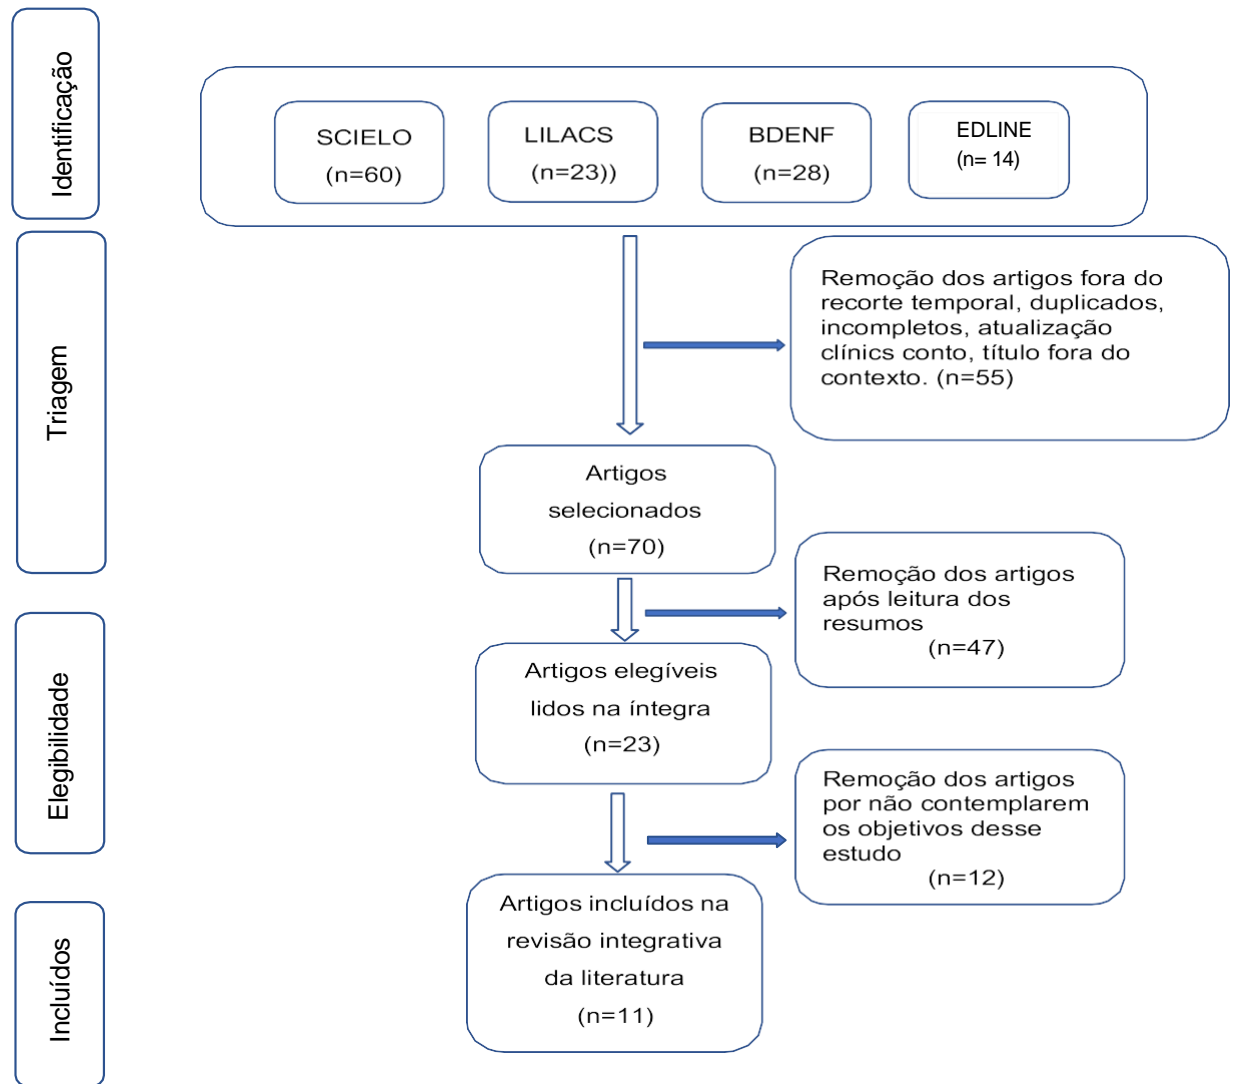 Identificação
SCIELO
(n=60)
LILACS
(n=23))
BDENF
(n=28)
EDLINE
(n= 14)
Triagem
Remoção dos artigos fora do
recorte temporal, duplicados,
incompletos, atualização
clínics conto, título fora do
contexto. (n=55)
Artigos
selecionados
(n=70)
Remoção dos artigos
após leitura dos
resumos
(n=47)
Elegibilidade
Artigos elegíveis
lidos na íntegra
(n=23)
Remoção dos artigos
por não contemplarem
os objetivos desse
estudo
(n=12)
Incluídos
Artigos incluídos na
revisão integrativa
da literatura
(n=11)